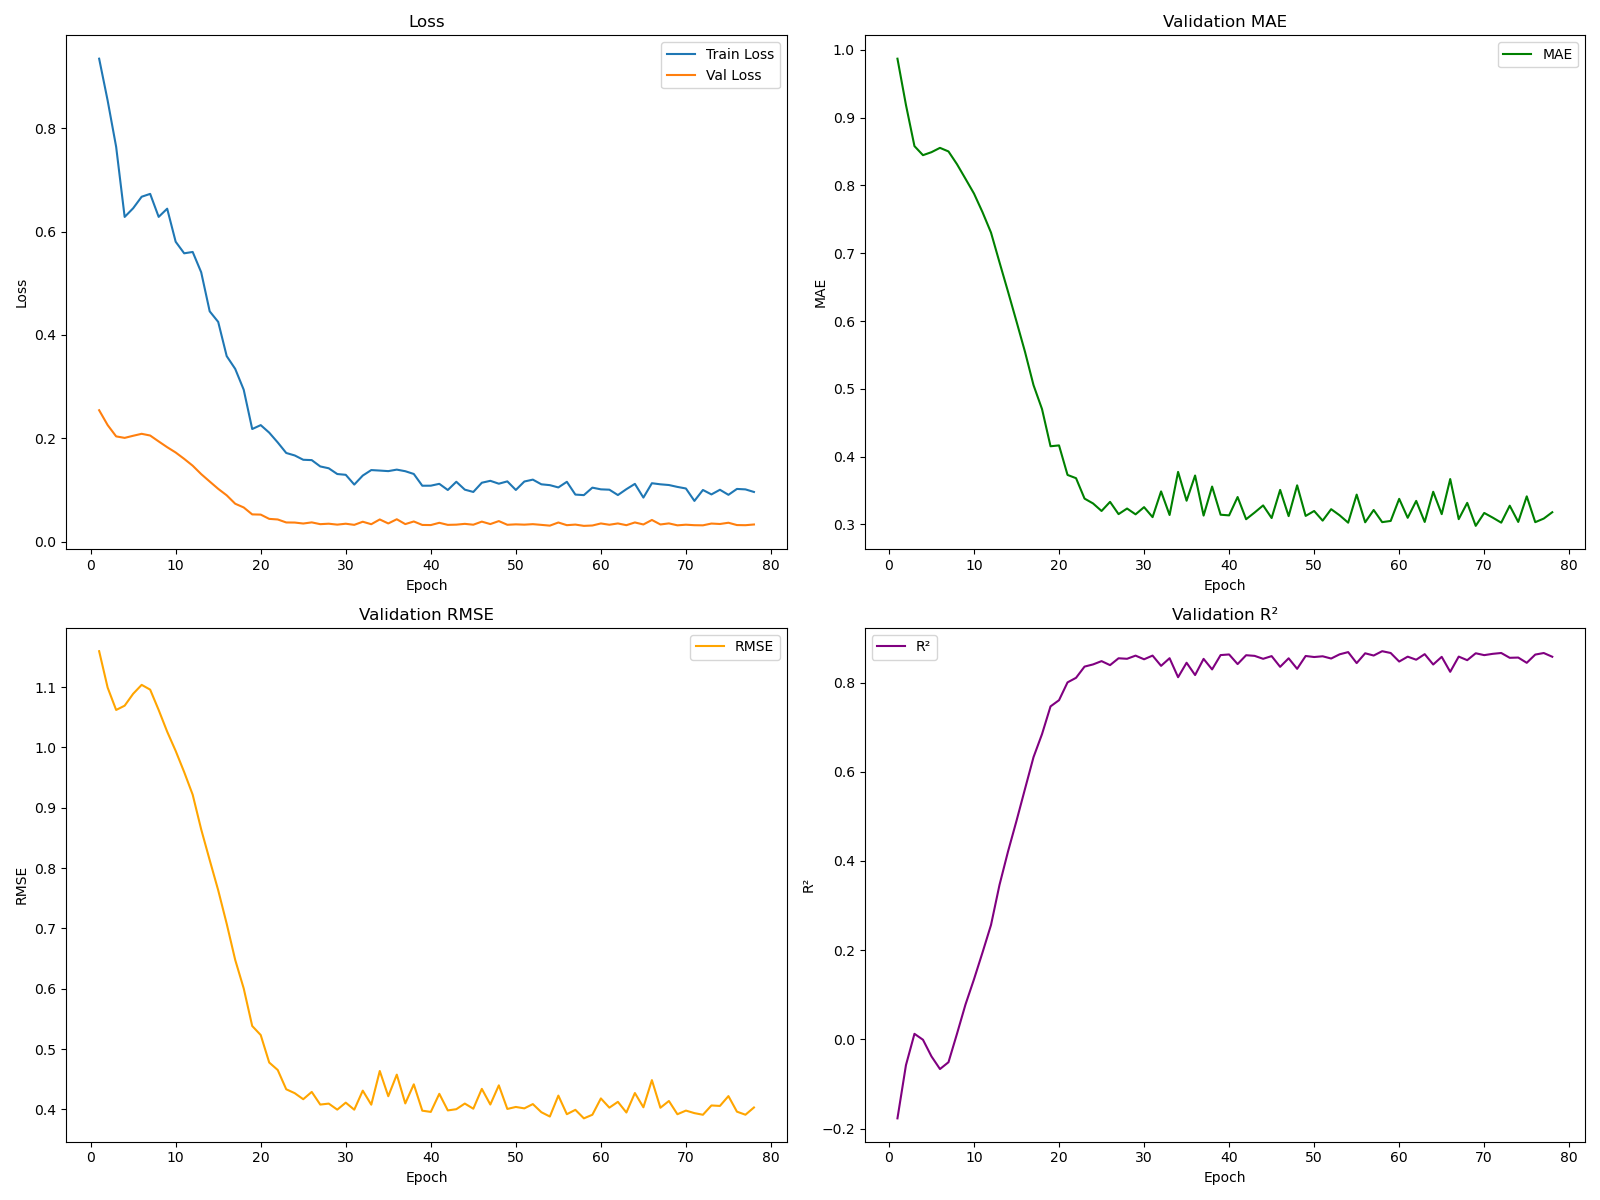 Loss
Train Loss
Val Loss
Loss
0.8
0.6
0.4
0.2
0.0
0 10 20 30 40 50 60 70 80
Epoch
Validation MAE
MAE
MAE
1.0
0.9
0.8
0.7
0.6
0.5
0.4
0.3
0 10 20 30 40 50 60 70 80
Epoch
Validation RMSE
RMSE
RMSE
1.1
1.0
0.9
0.8
0.7
0.6
0.5
0.4
0 10 20 30 40 50 60 70 80
Epoch
Validation R²
R²
R²
0.8
0.6
0.4
0.2
0.0
−0.2
0 10 20 30 40 50 60 70 80
Epoch